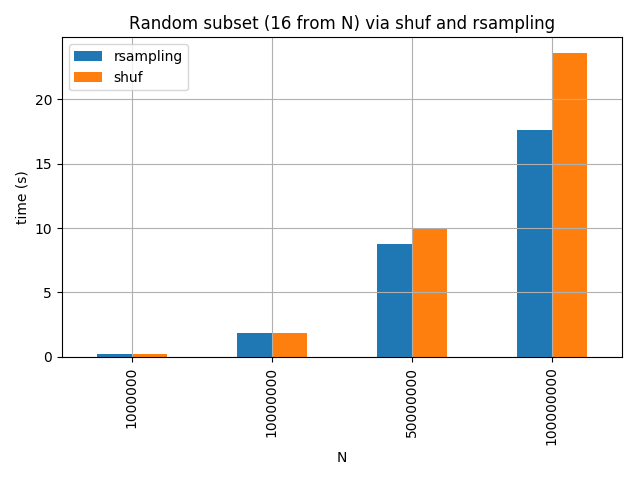 Random subset (16 from N) via shuf and rsampling
rsampling
shuf
20
15
10
5
0
time (s)
1000000
10000000
50000000
100000000
N